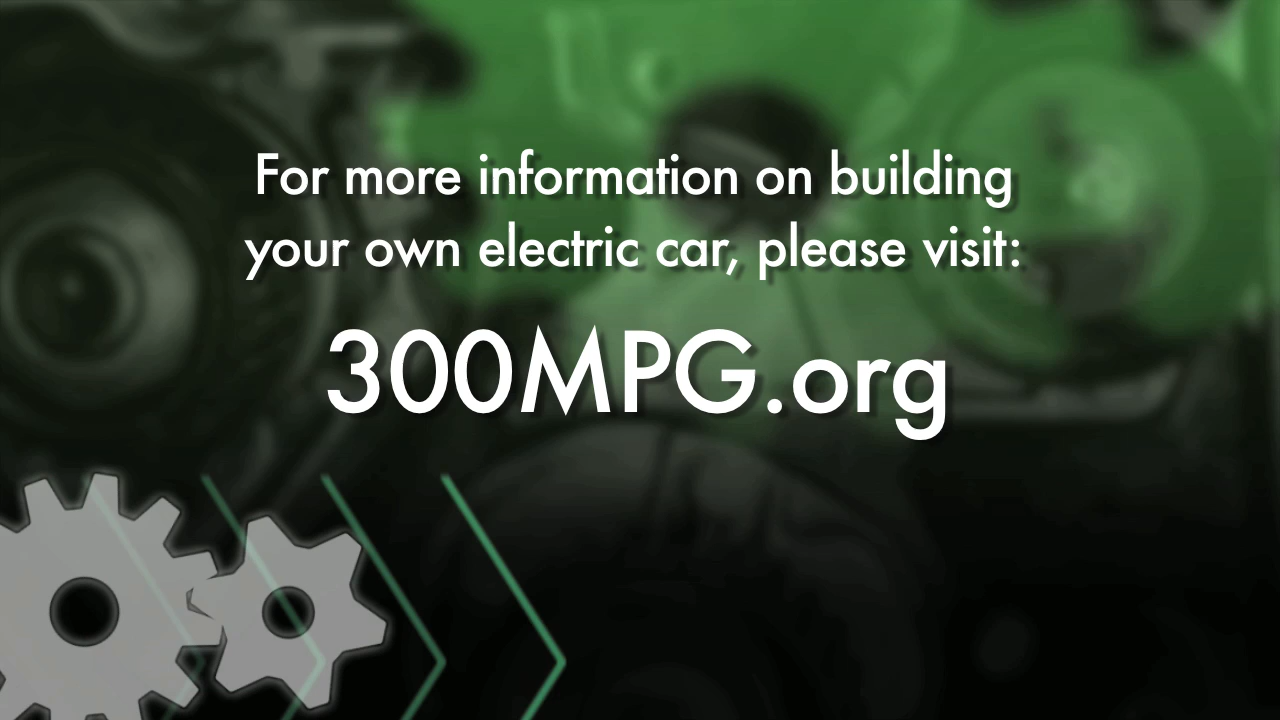 For more information on building
your own electric car, please visit:
300MPG.org